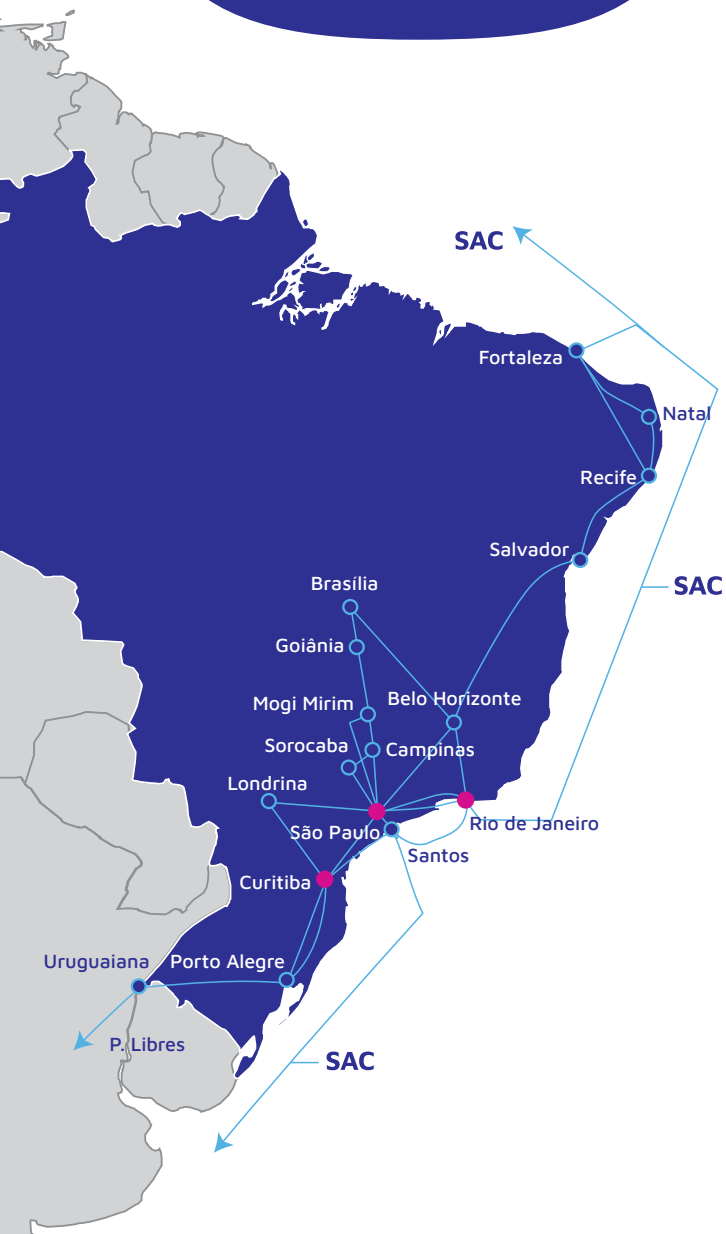 SAC
Fortaleza
Natal
Recife
Salvador
Brasília
SAC
Goiânia
Mogi Mirim
Belo Horizonte
Sorocaba
Campinas
Londrina
São Paulo
Rio de Janeiro
Santos
Curitiba
Uruguaiana
Porto Alegre
P. Libres
SAC